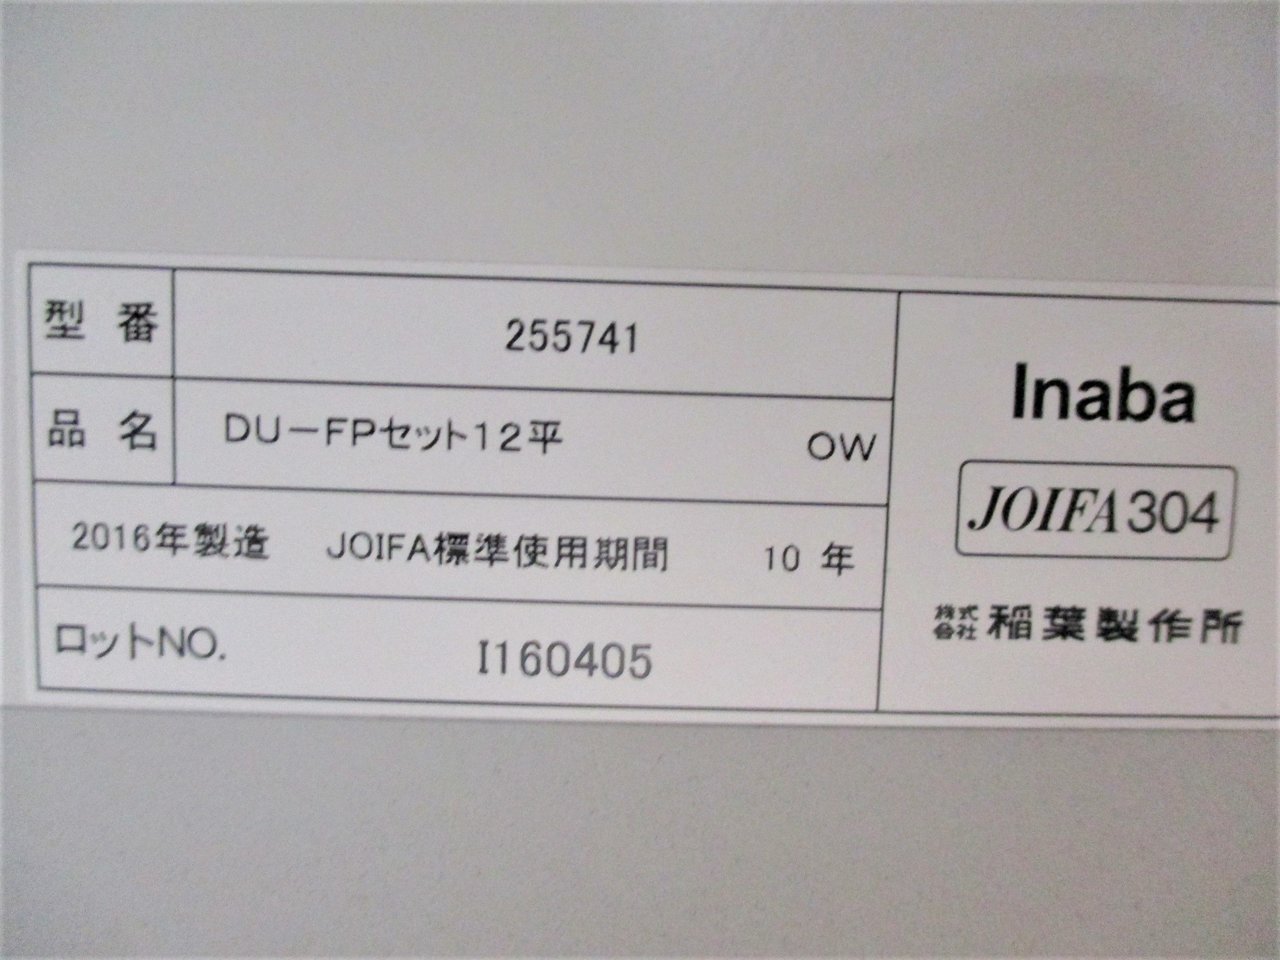 型番 255741
品名 DU－FPセット12平 OW
2016年製造 JOIFA標準使用期間 10年
ロットNO. I160405
Inaba
JOIFA304
株式会社 稲葉製作所